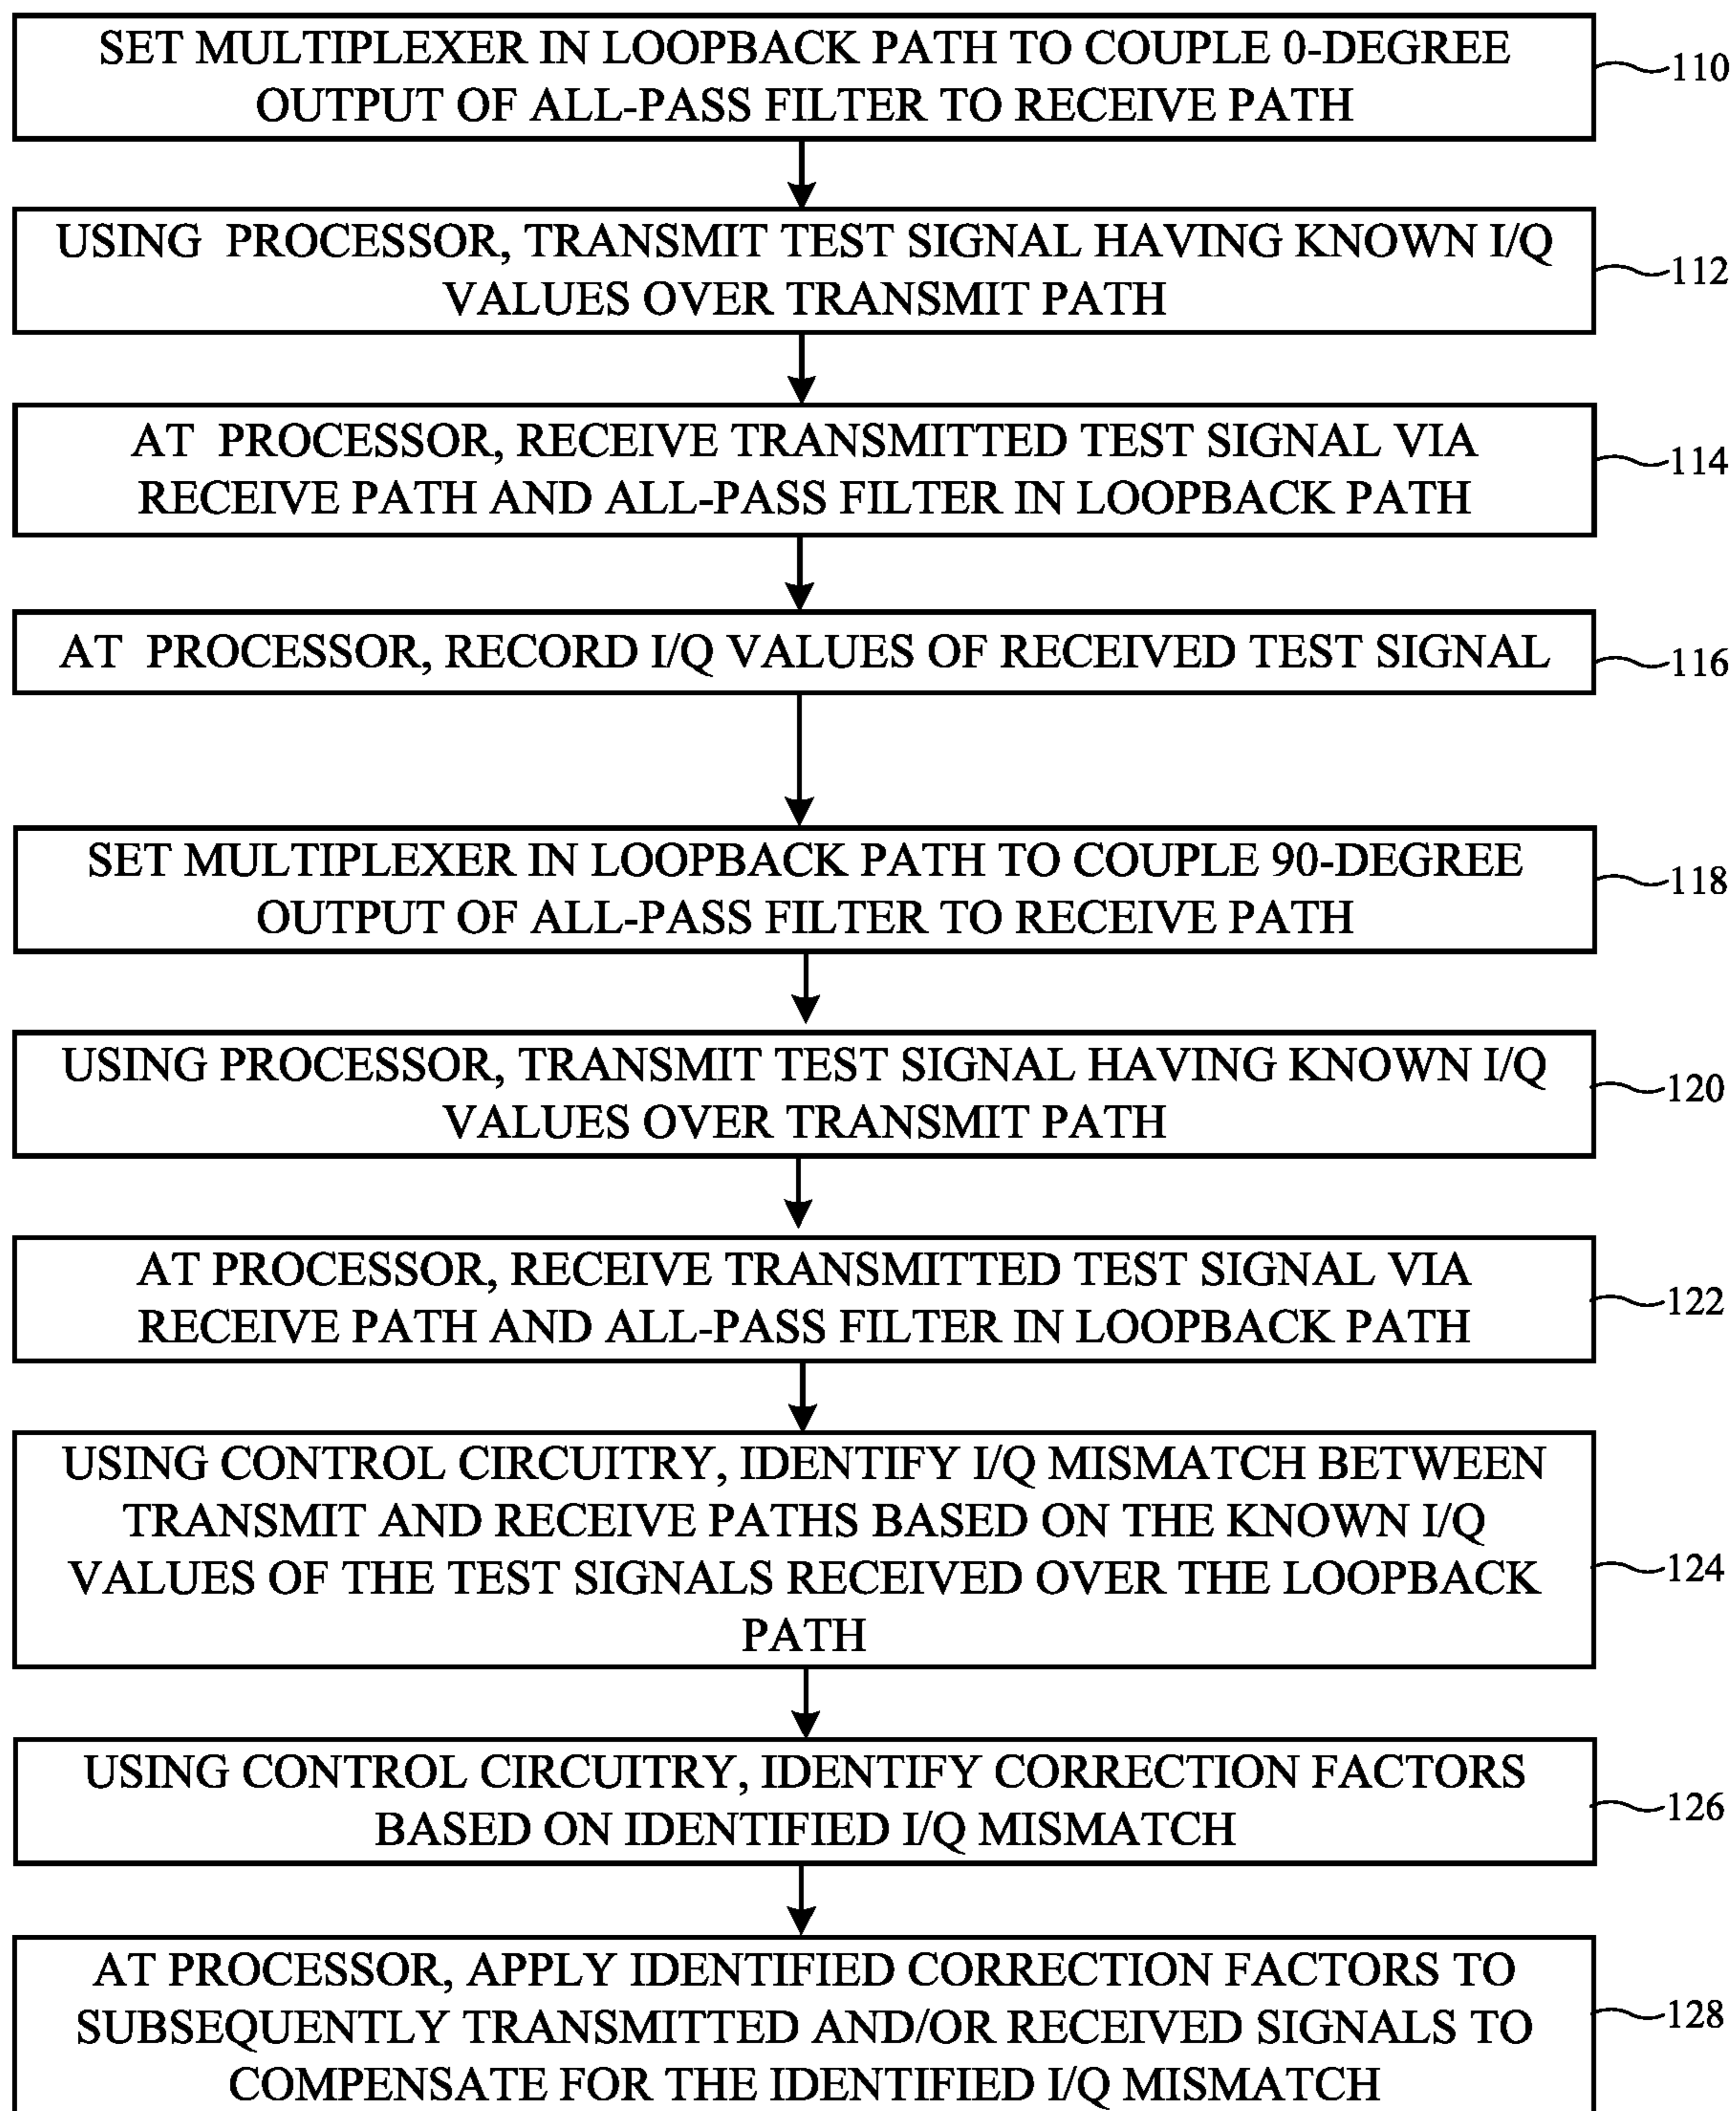 SET MULTIPLEXER IN LOOPBACK PATH TO COUPLE 0-DEGREE
OUTPUT OF ALL-PASS FILTER TO RECEIVE PATH
110
USING PROCESSOR, TRANSMIT TEST SIGNAL HAVING KNOWN I/Q
VALUES OVER TRANSMIT PATH
112
AT PROCESSOR, RECEIVE TRANSMITTED TEST SIGNAL VIA
RECEIVE PATH AND ALL-PASS FILTER IN LOOPBACK PATH
114
AT PROCESSOR, RECORD I/Q VALUES OF RECEIVED TEST SIGNAL
116
SET MULTIPLEXER IN LOOPBACK PATH TO COUPLE 90-DEGREE
OUTPUT OF ALL-PASS FILTER TO RECEIVE PATH
118
USING PROCESSOR, TRANSMIT TEST SIGNAL HAVING KNOWN I/Q
VALUES OVER TRANSMIT PATH
120
AT PROCESSOR, RECEIVE TRANSMITTED TEST SIGNAL VIA
RECEIVE PATH AND ALL-PASS FILTER IN LOOPBACK PATH
122
USING CONTROL CIRCUITRY, IDENTIFY I/Q MISMATCH BETWEEN
TRANSMIT AND RECEIVE PATHS BASED ON THE KNOWN I/Q
VALUES OF THE TEST SIGNALS RECEIVED OVER THE LOOPBACK
PATH
124
USING CONTROL CIRCUITRY, IDENTIFY CORRECTION FACTORS
BASED ON IDENTIFIED I/Q MISMATCH
126
AT PROCESSOR, APPLY IDENTIFIED CORRECTION FACTORS TO
SUBSEQUENTLY TRANSMITTED AND/OR RECEIVED SIGNALS TO
COMPENSATE FOR THE IDENTIFIED I/Q MISMATCH
128